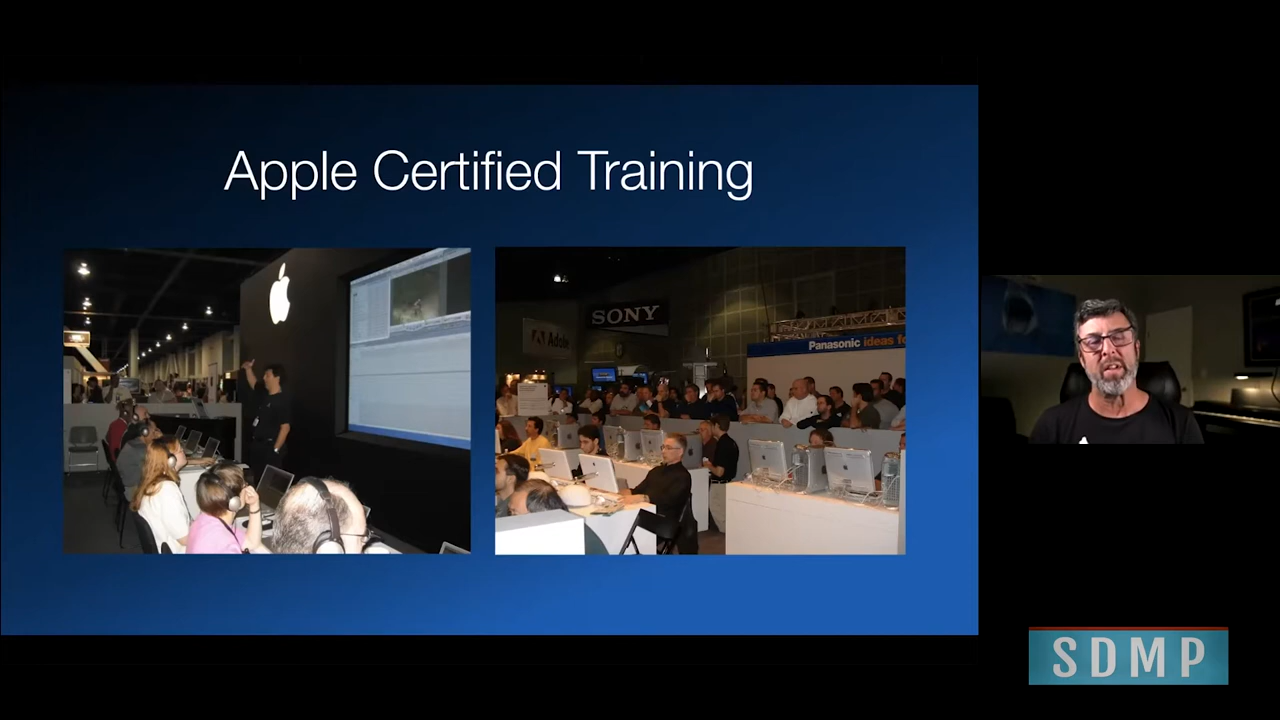 Apple Certified Training
SONY
Adobe
Panasonic ideas fo
SDMP